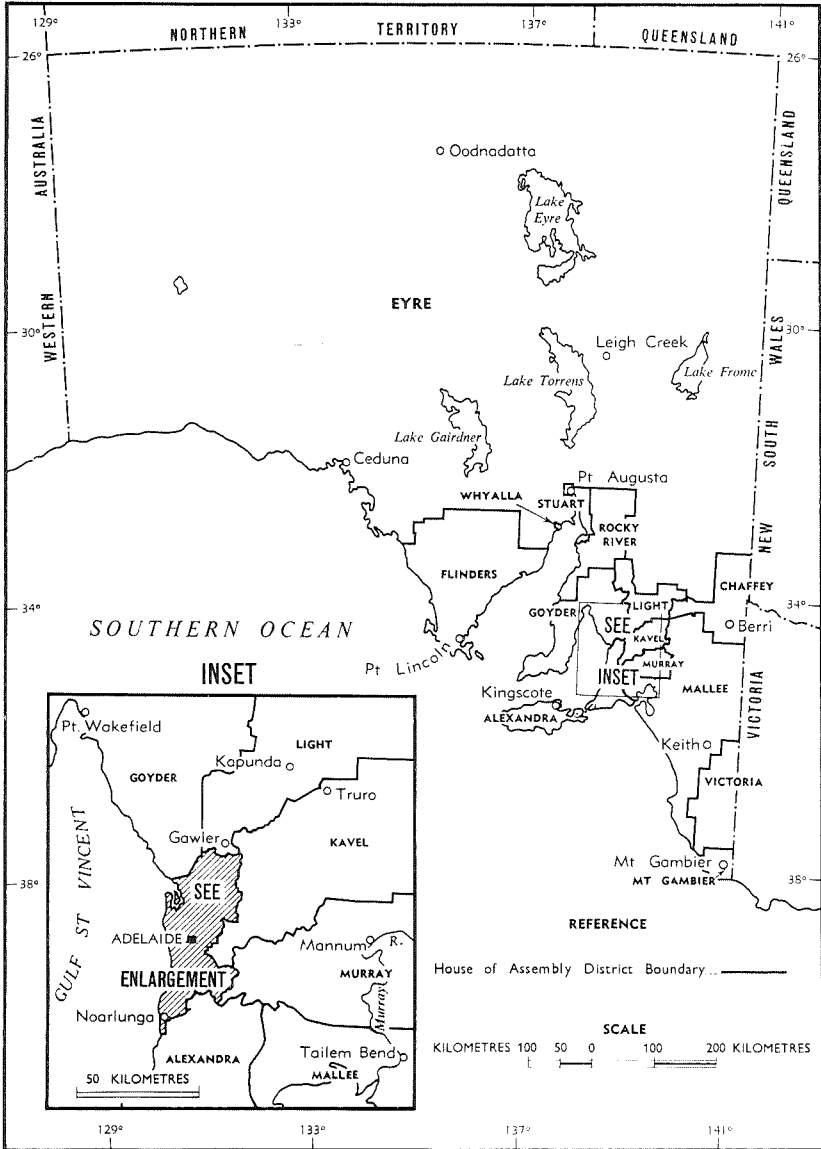 129°
133°
137°
141°
NORTHERN TERRITORY QUEENSLAND
26°
26°
WESTERN AUSTRALIA
QUEENSLAND
Oodnadatta
Lake
Eyre
EYRE
30°
30°
Leigh Creek
Lake Torrens
Lake Frome
Lake Gairdner
NEW SOUTH WALES
Ceduna
Pt Augusta
WHYALLA
STUART
ROCKY
RIVER
FLINDERS
CHAFFEY
34°
34°
GOYDER
LIGHT
SEE
KAVEL
Berri
SOUTHERN OCEAN
MURRAY
Pt Lincoln
INSET
INSET
MALLEE
VICTORIA
Kingscote
ALEXANDRA
Keith
VICTORIA
Pt. Wakefield
LIGHT
Kapunda
GOYDER
Truro
GULF ST VINCENT
Gawler
KAVEL
38°
38°
Mt Gambier
MT GAMBIER
SEE
REFERENCE
ADELAIDE
Mannum
R.
Murray
House of Assembly District Boundary...
ENLARGEMENT
MURRAY
Noarlunga
SCALE
KILOMETRES 100 50 0 100 200 KILOMETRES
ALEXANDRA
Tailem Bend
MALLEE
50 KILOMETRES
129°
133°
137°
141°